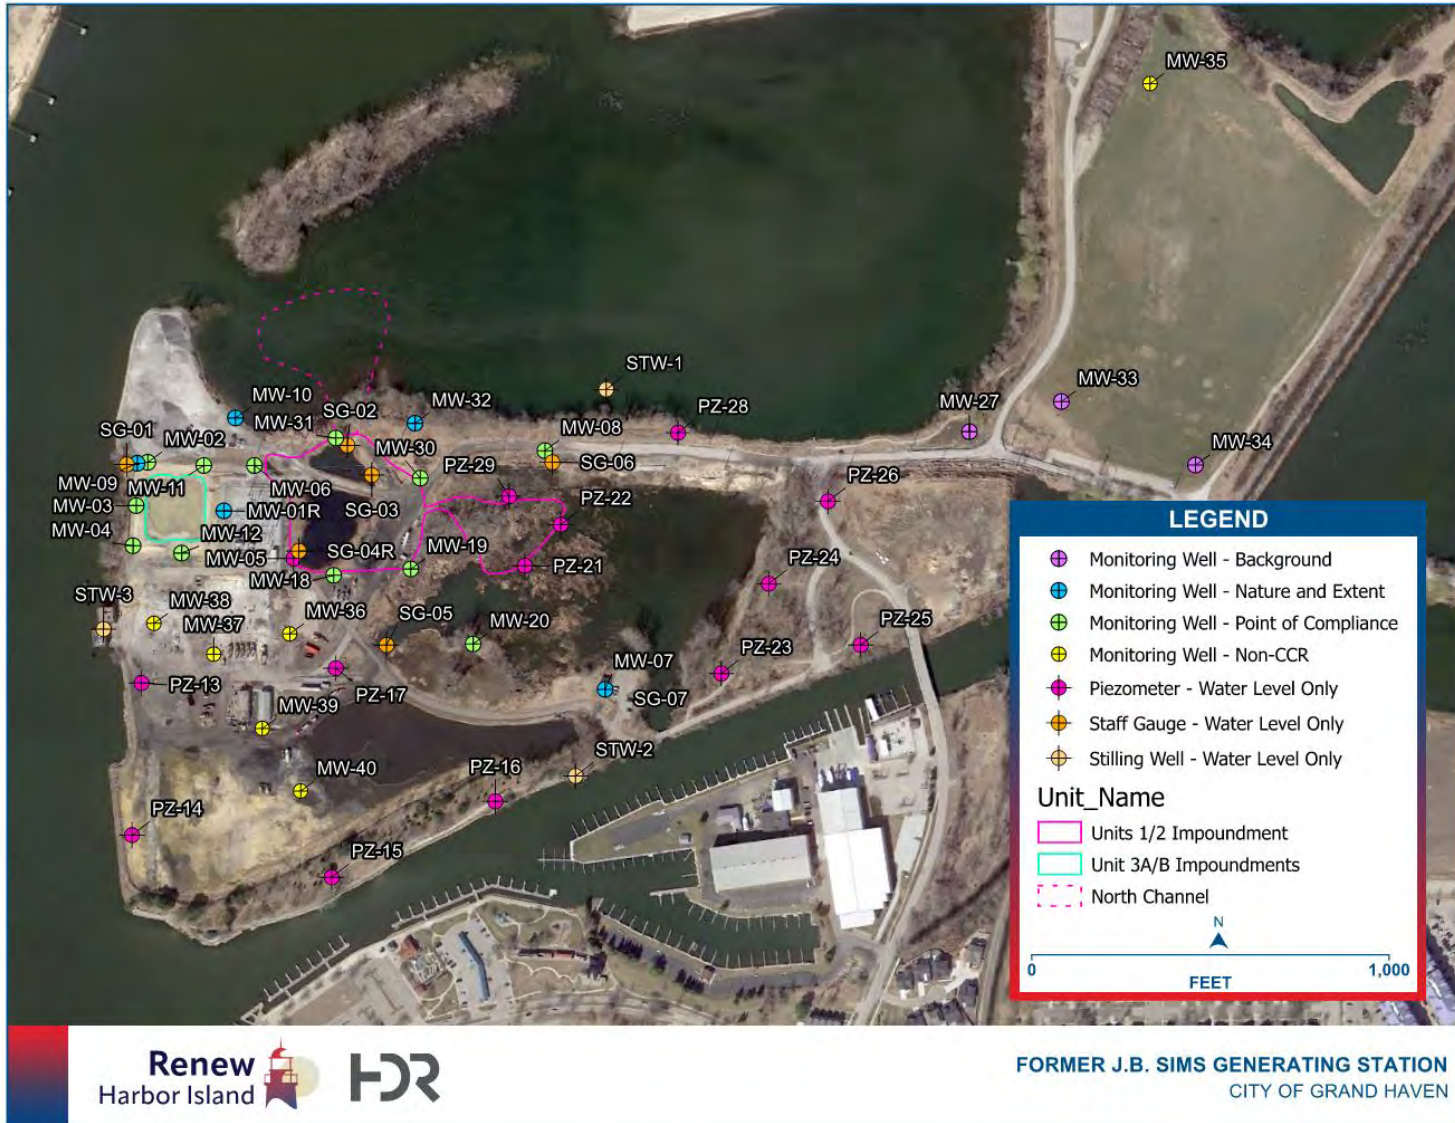 MW-35
MW-33
MW-34
MW-27
STW-1
PZ-28
MW-10
SG-02
MW-32
MW-31
MW-08
SG-01
MW-02
MW-30
SG-06
PZ-29
PZ-26
MW-09
MW-11
MW-06
PZ-22
MW-03
MW-01R
SG-03
MW-04
MW-12
SG-04R
MW-19
MW-05
PZ-21
MW-18
PZ-24
STW-3
MW-38
MW-36
SG-05
MW-37
MW-20
PZ-25
MW-07
PZ-23
PZ-13
PZ-17
SG-07
MW-39
STW-2
MW-40
PZ-16
PZ-14
PZ-15
LEGEND
Monitoring Well - Background
Monitoring Well - Nature and Extent
Monitoring Well - Point of Compliance
Monitoring Well - Non-CCR
Piezometer - Water Level Only
Staff Gauge - Water Level Only
Stilling Well - Water Level Only
Unit_Name
Units 1/2 Impoundment
Unit 3A/B Impoundments
North Channel
N
0 1,000
FEET
Renew
Harbor Island
HDR
FORMER J.B. SIMS GENERATING STATION
CITY OF GRAND HAVEN